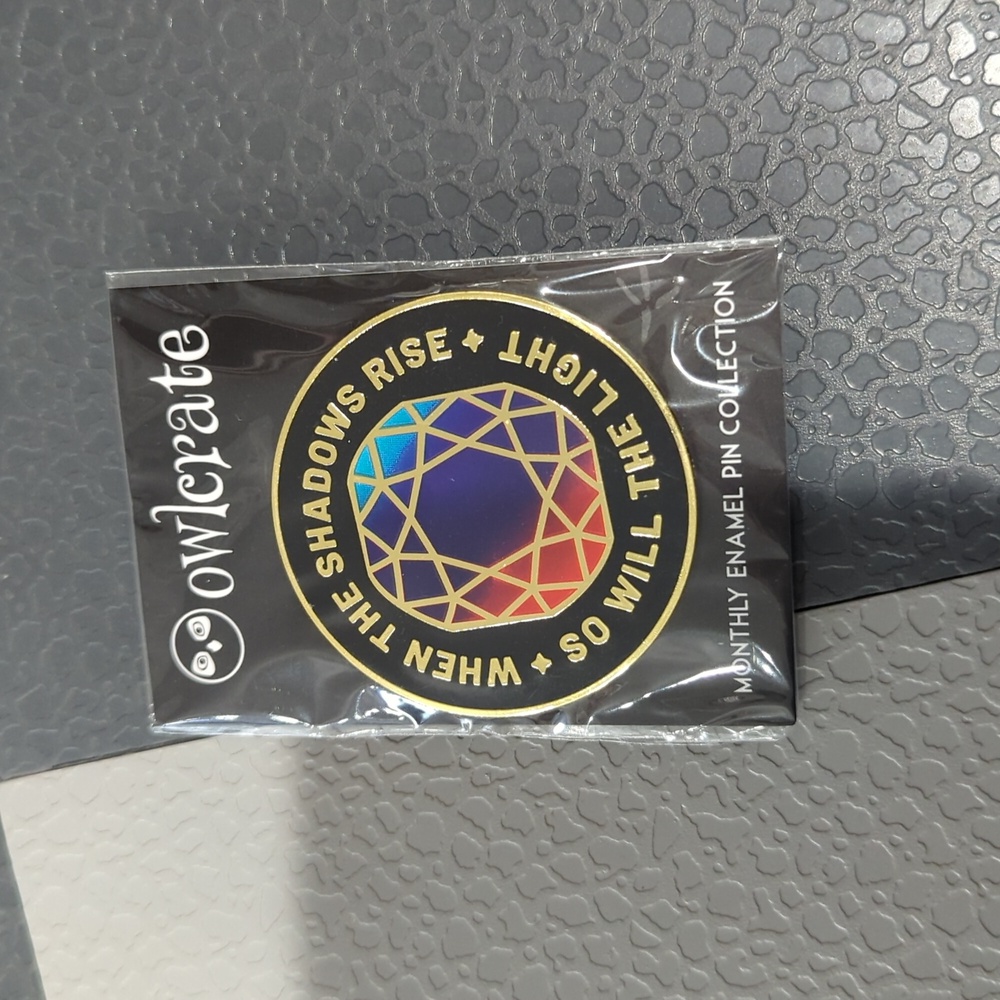 owlcrate
WHEN THE SHADOWS RISE
SO WILL THE LIGHT
MONTHLY ENAMEL PIN COLLECTION